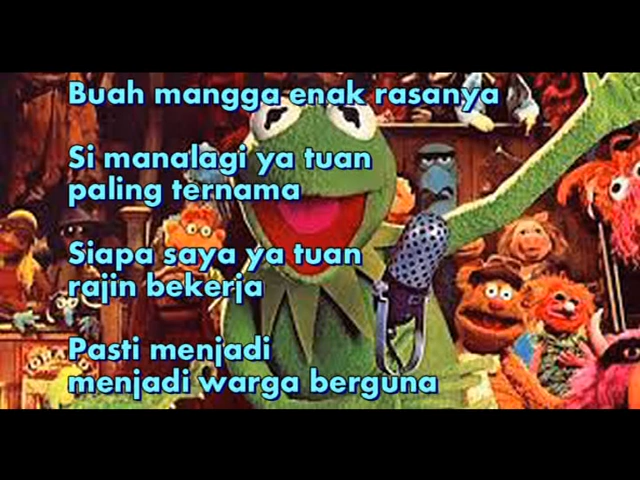 Buah mangga enak rasanya
Si manalagi ya tuan
paling ternama
Siapa saya ya tuan
rajin bekerja
Pasti menjadi
menjadi warga berguna